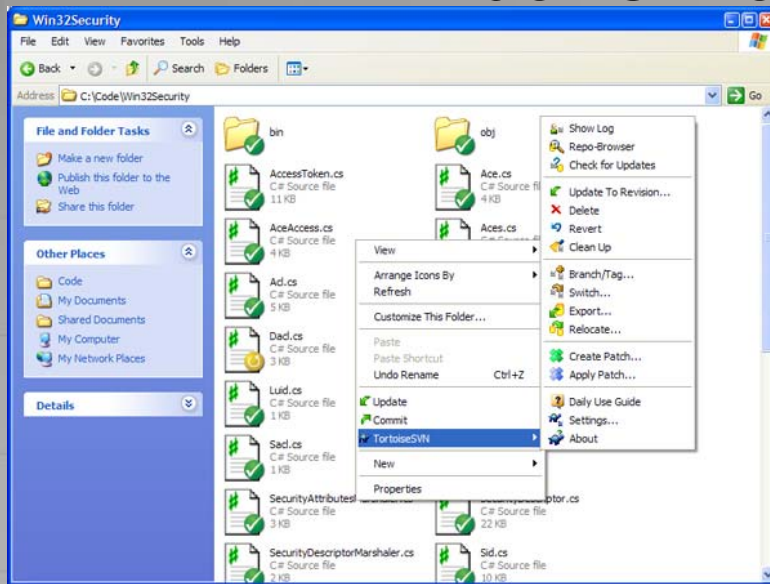 Win32Security
File Edit View Favorites Tools Help
Back Search Folders
Address C:\Code\Win32Security Go
File and Folder Tasks
Make a new folder
Publish this folder to the
Web
Share this folder
Other Places
Code
My Documents
Shared Documents
My Computer
My Network Places
Details
bin
obj
AccessToken.cs
C# Source file
11 KB
Ace.cs
C# Source fil
4 KB
AceAccess.cs
C# Source file
4 KB
Aces.cs
Acl.cs
C# Source file
5 KB
Dacl.cs
C# Source file
3 KB
Luid.cs
C# Source file
1 KB
Sacl.cs
C# Source file
1 KB
SecurityAttributes
C# Source file
3 KB
C# Source file
22 KB
SecurityDescriptorMarshaler.cs
C# Source file
2 KB
Sid.cs
C# Source file
10 KB
View
Arrange Icons By
Refresh
Customize This Folder...
Paste
Paste Shortcut
Undo Rename Ctrl+Z
Update
Commit
TortoiseSVN
New
Properties
Show Log
Repo-Browser
Check for Updates
Update To Revision...
Delete
Revert
Clean Up
Branch/Tag...
Switch...
Export...
Relocate...
Create Patch...
Apply Patch...
Daily Use Guide
Settings...
About